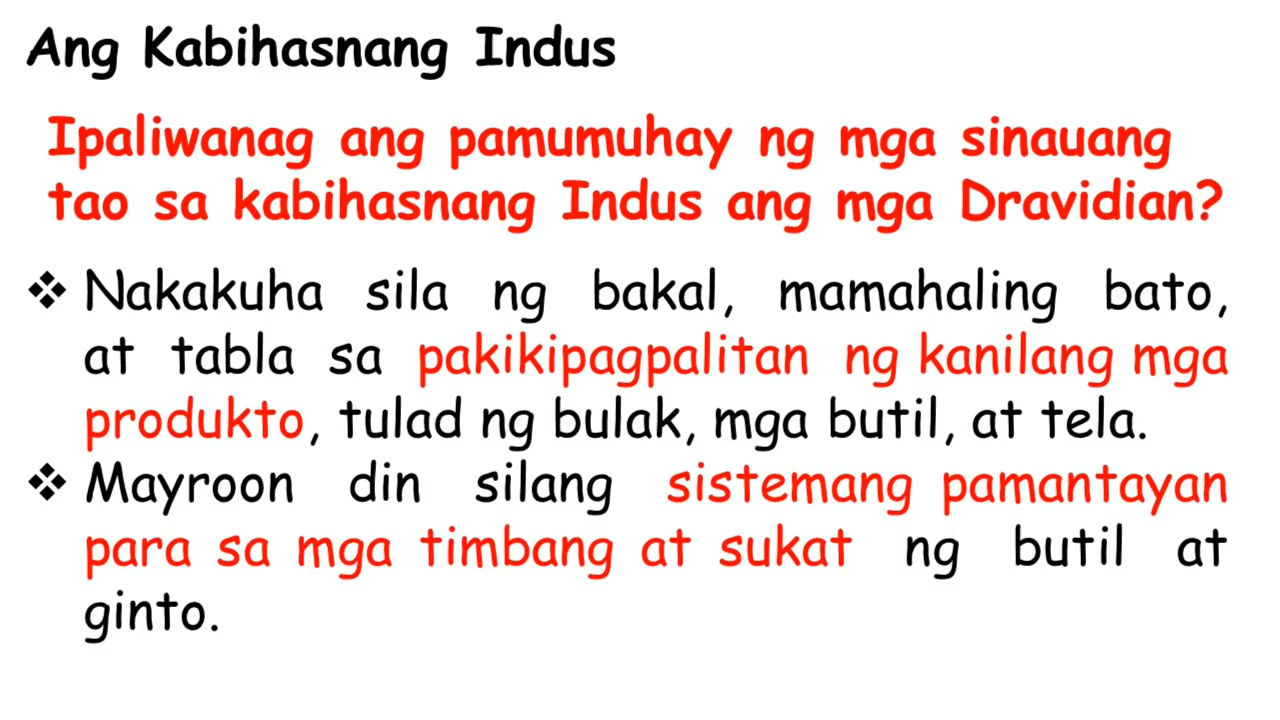 Ang Kabihasnang Indus
Ipaliwanag ang pamumuhay ng mga sinauang
tao sa kabihasnang Indus ang mga Dravidian?
❖ Nakakuha sila ng bakal, mamahaling bato,
at tabla sa pakikipagpalitan ng kanilang mga
produkto, tulad ng bulak, mga butil, at tela.
❖ Mayroon din silang sistemang pamantayan
para sa mga timbang at sukat ng butil at
ginto.